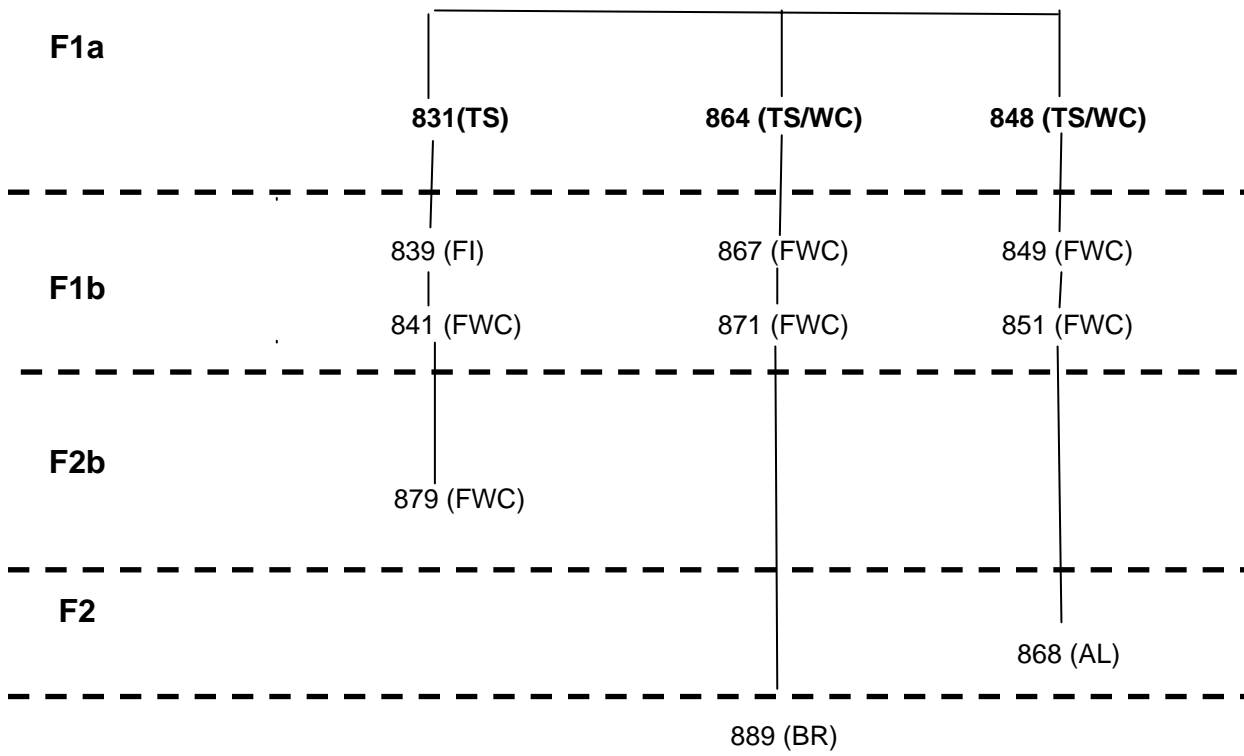 F1a
831(TS) 864 (TS/WC) 848 (TS/WC)
839 (FI) 867 (FWC) 849 (FWC)
F1b
841 (FWC) 871 (FWC) 851 (FWC)
F2b
879 (FWC)
F2
868 (AL)
889 (BR)